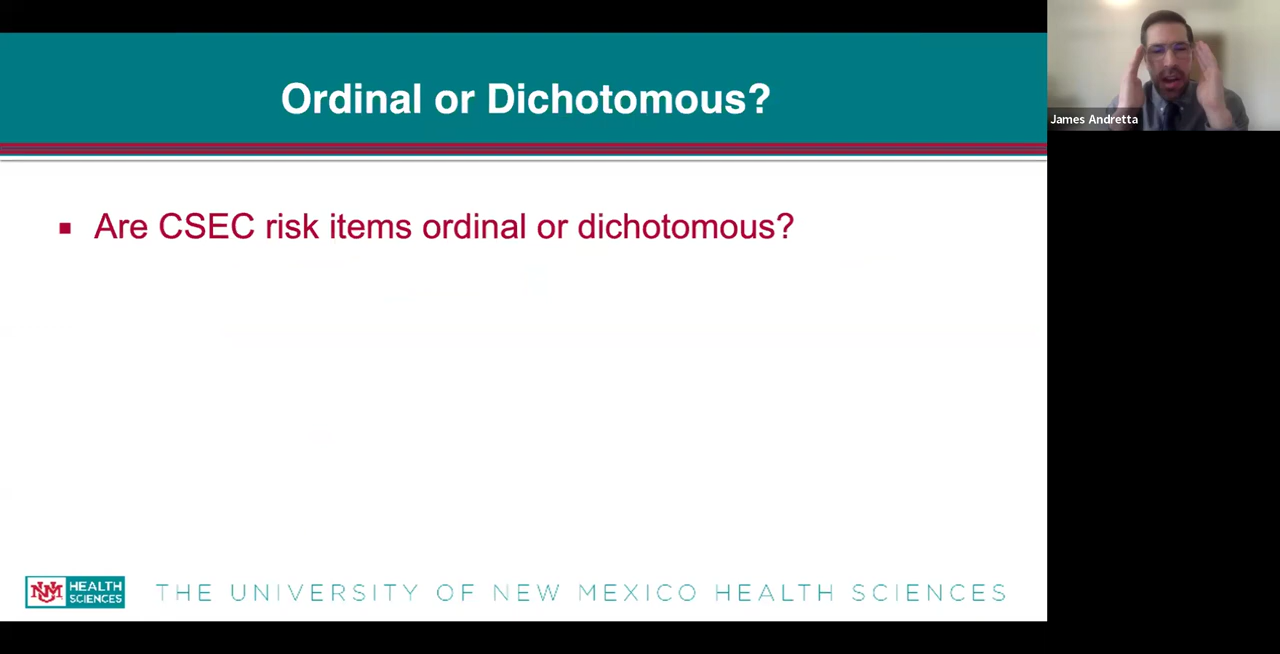 Ordinal or Dichotomous?
James Andretta
▪ Are CSEC risk items ordinal or dichotomous?
UNM HEALTH SCIENCES
THE UNIVERSITY OF NEW MEXICO HEALTH SCIENCES